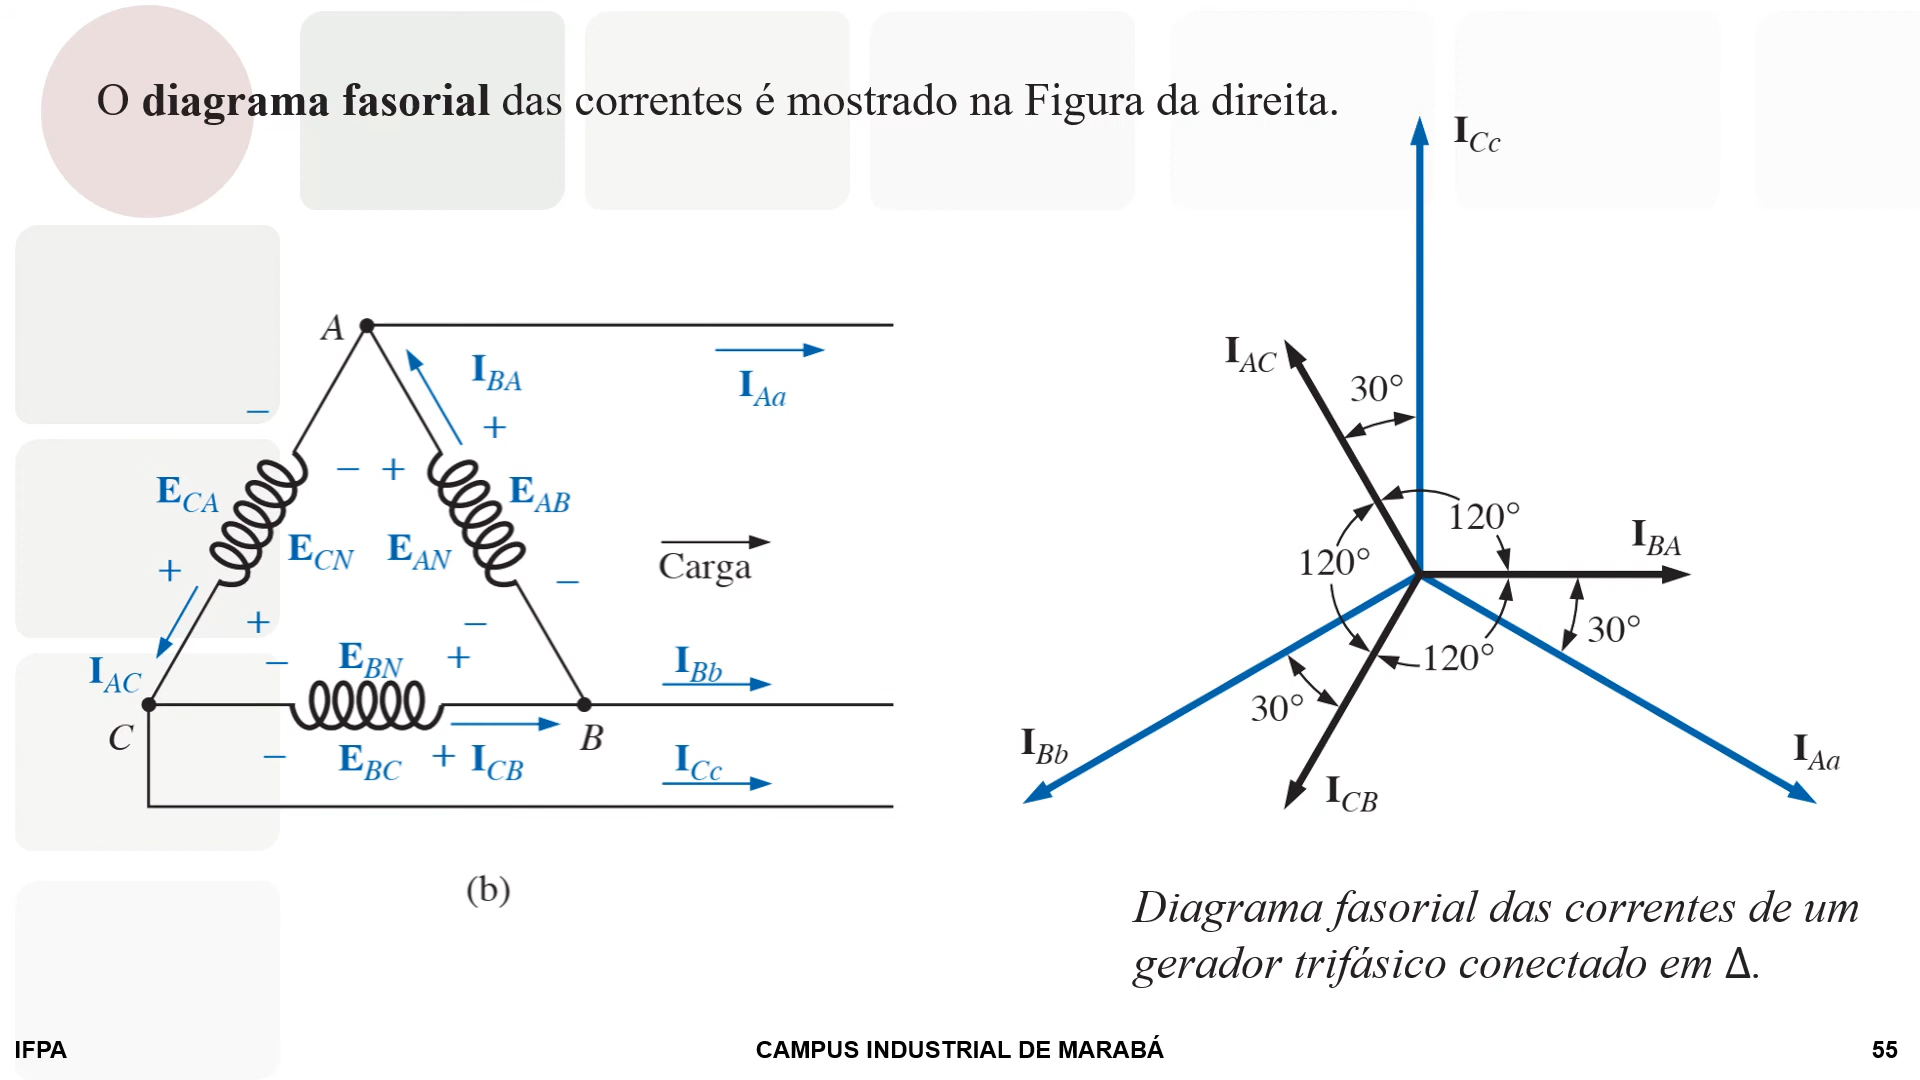 O diagrama fasorial das correntes é mostrado na Figura da direita.
A
I_BA
I_Aa
−
+
− +
E_CA
E_AB
E_CN E_AN
Carga
+
−
+
−
I_AC
− E_BN +
I_Bb
C
B
− E_BC + I_CB
I_Cc
(b)
I_Cc
I_AC
30°
120°
I_BA
120°
30°
120°
30°
I_Bb
I_Aa
I_CB
Diagrama fasorial das correntes de um
gerador trifásico conectado em Δ.
IFPA
CAMPUS INDUSTRIAL DE MARABÁ
55